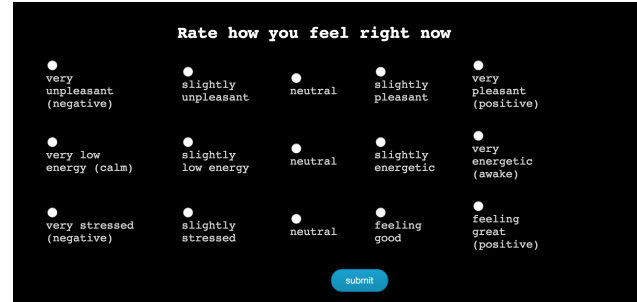 Rate how you feel right now
very
unpleasant
(negative)
slightly
unpleasant
neutral
slightly
pleasant
very
pleasant
(positive)
very low
energy (calm)
slightly
low energy
neutral
slightly
energetic
very
energetic
(awake)
very stressed
(negative)
slightly
stressed
neutral
feeling
good
feeling
great
(positive)
submit